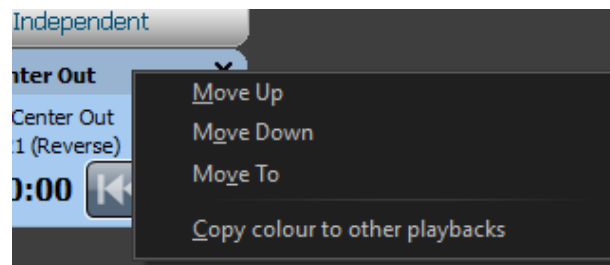 Independent
nter Out
Center Out
1 (Reverse)
0:00
Move Up
Move Down
Move To
Copy colour to other playbacks